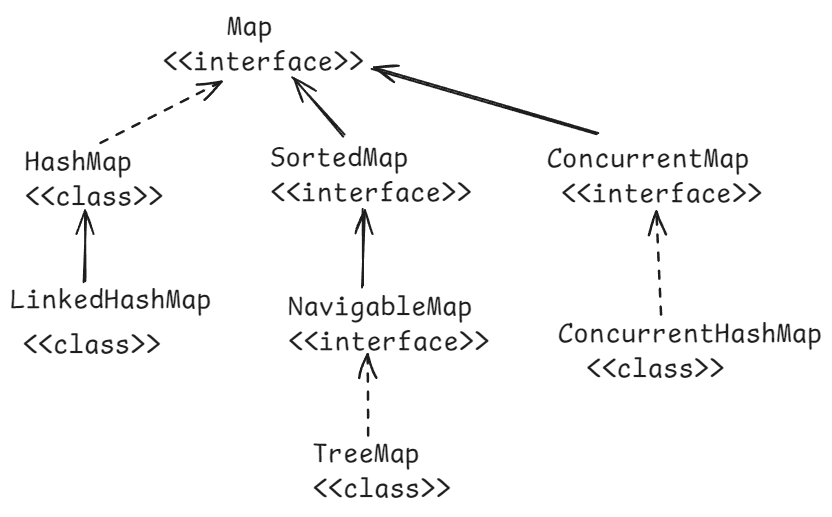 Map
<<interface>>
HashMap
<<class>>
SortedMap
<<interface>>
ConcurrentMap
<<interface>>
LinkedHashMap
<<class>>
NavigableMap
<<interface>>
ConcurrentHashMap
<<class>>
TreeMap
<<class>>